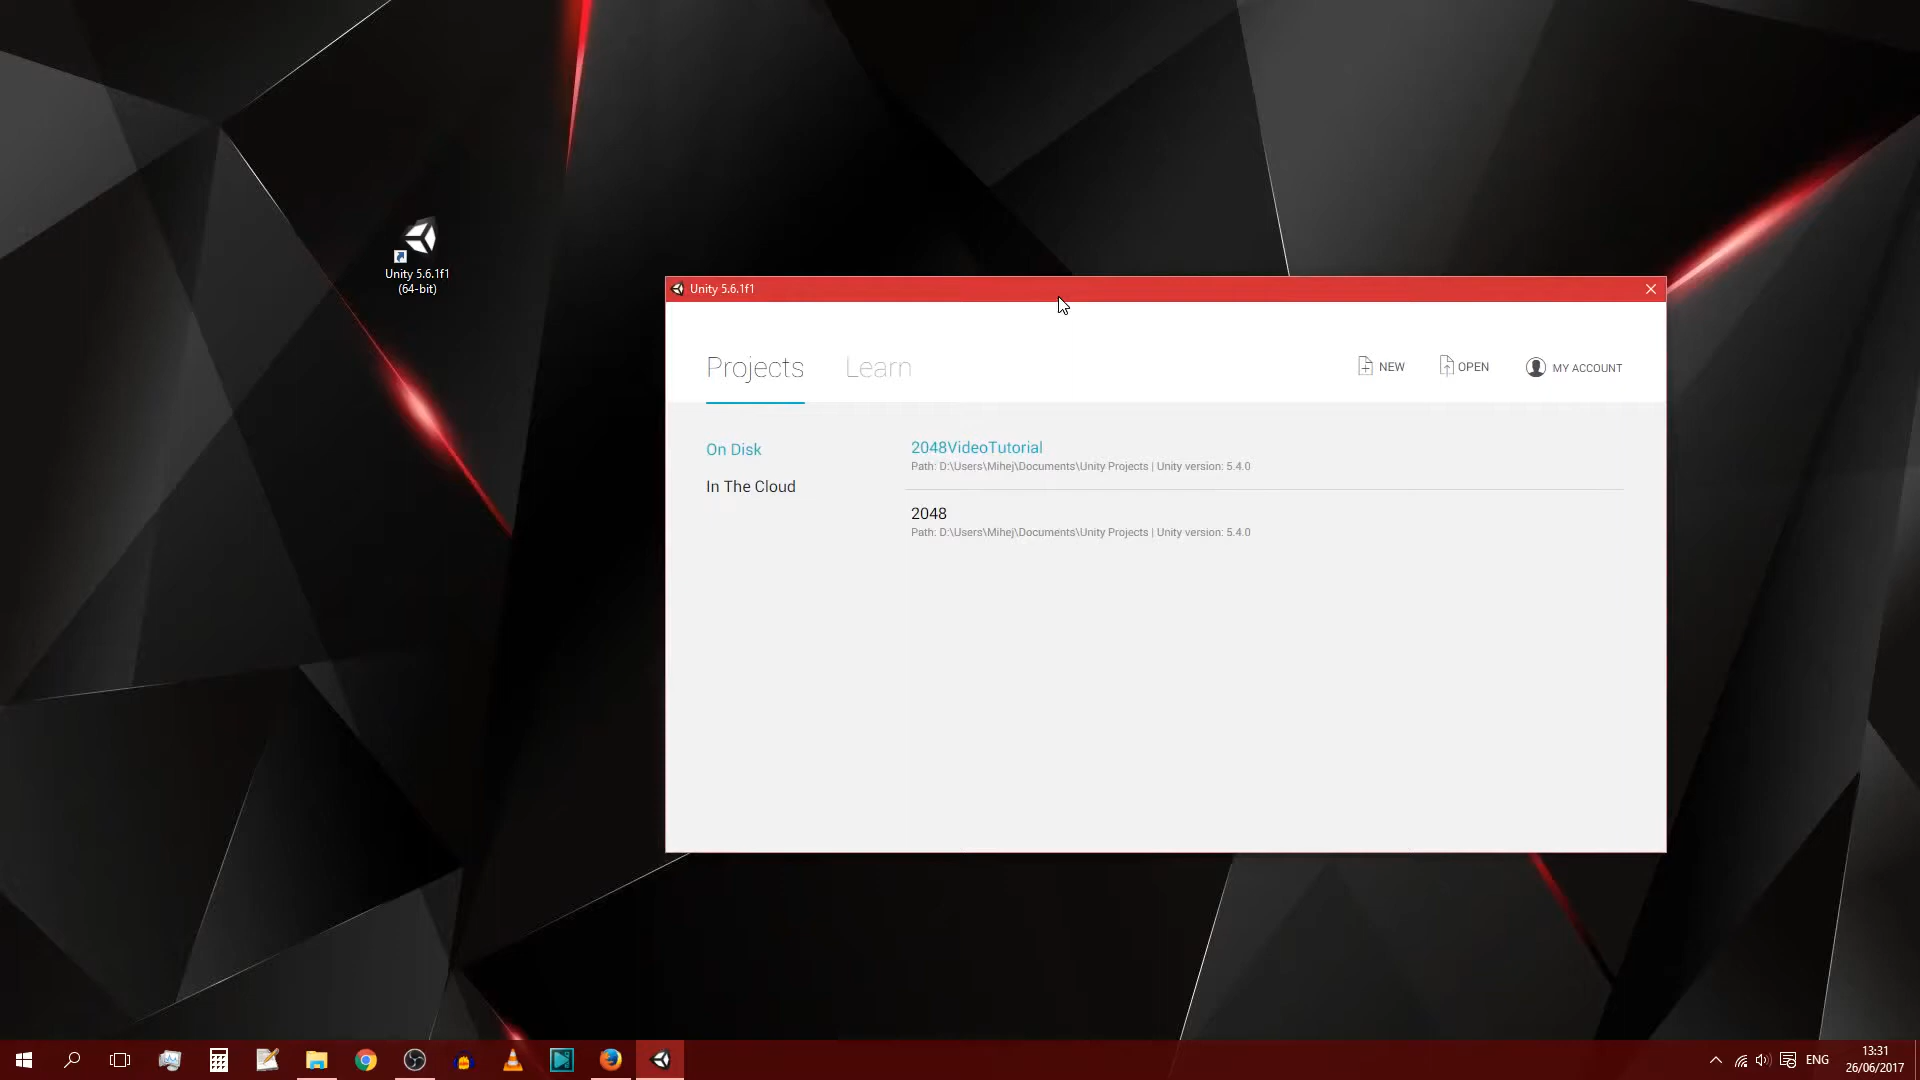 Unity 5.6.1f1
(64-bit)
Unity 5.6.1f1
Projects
Learn
NEW
OPEN
MY ACCOUNT
On Disk
In The Cloud
2048VideoTutorial
Path: D:\Users\Mihej\Documents\Unity Projects | Unity version: 5.4.0
2048
Path: D:\Users\Mihej\Documents\Unity Projects | Unity version: 5.4.0
ENG
13:31
26/06/2017